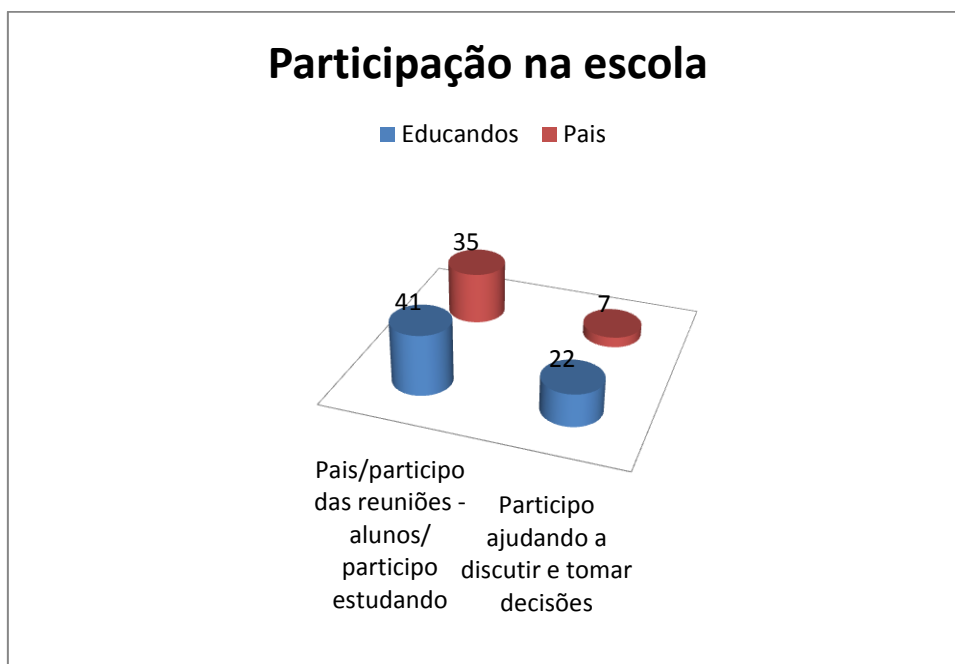 Participação na escola
Educandos Pais
35
41
7
22
Pais/participo
das reuniões -
alunos/
participo
estudando
Participo
ajudando a
discutir e tomar
decisões